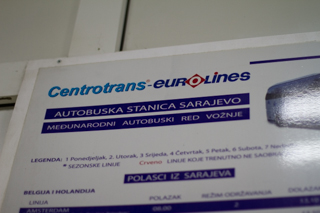 Centrotrans-EUROLINES
AUTOBUSKA STANICA SARAJEVO
MEĐUNARODNI AUTOBUSKI RED VOŽNJE
LEGENDA: 1 Ponedjeljak, 2. Utorak, 3 Srijeda, 4 Četvrtak, 5 Petak, 6 Subota, 7
* SEZONSKE LINIJE Crveno LINIJE KOJE TRENUTNO NE
POLASCI IZ SARAJEVA
BELGIJA I HOLANDIJA
LINIJA POLAZAK REŽIM ODRŽAVANJA
AMSTERDAM